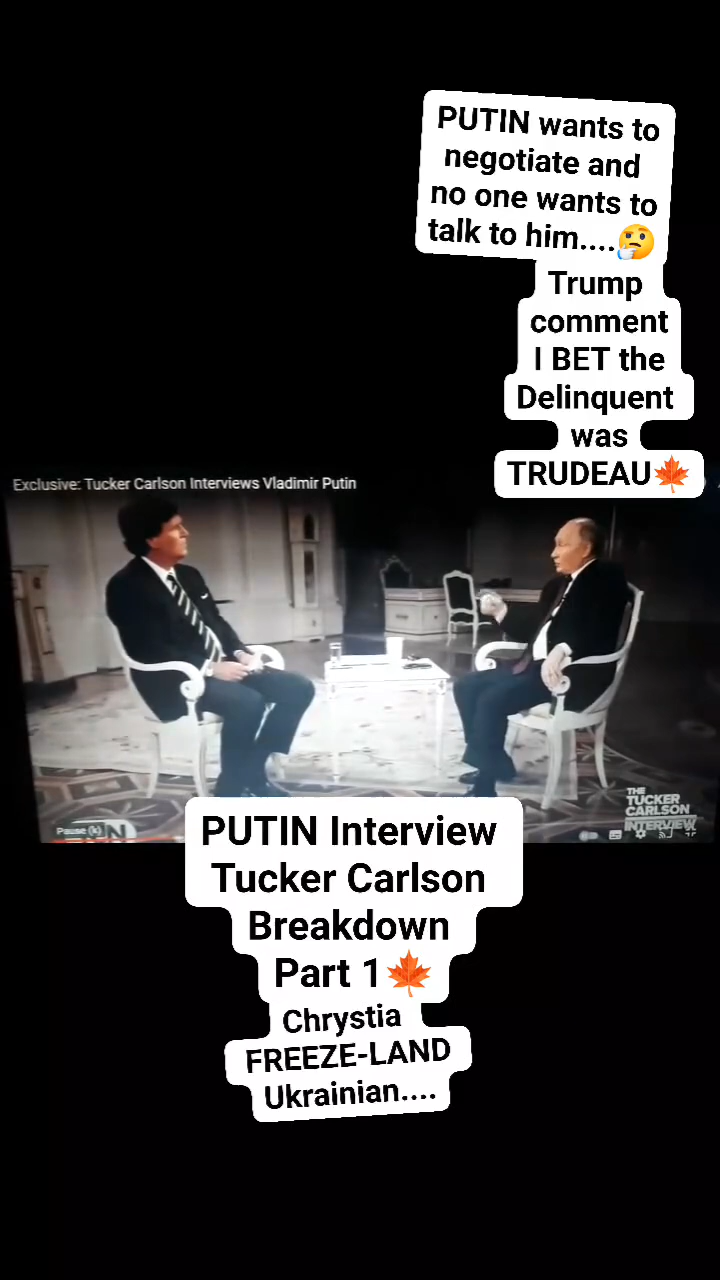 PUTIN wants to
negotiate and
no one wants to
talk to him....🤔
Trump
comment
I BET the
Delinquent
was
TRUDEAU🍁
Exclusive: Tucker Carlson Interviews Vladimir Putin
THE
TUCKER
CARLSON
INTERVIEW
Pause (k)
PUTIN Interview
Tucker Carlson
Breakdown
Part 1🍁
Chrystia
FREEZE-LAND
Ukrainian....